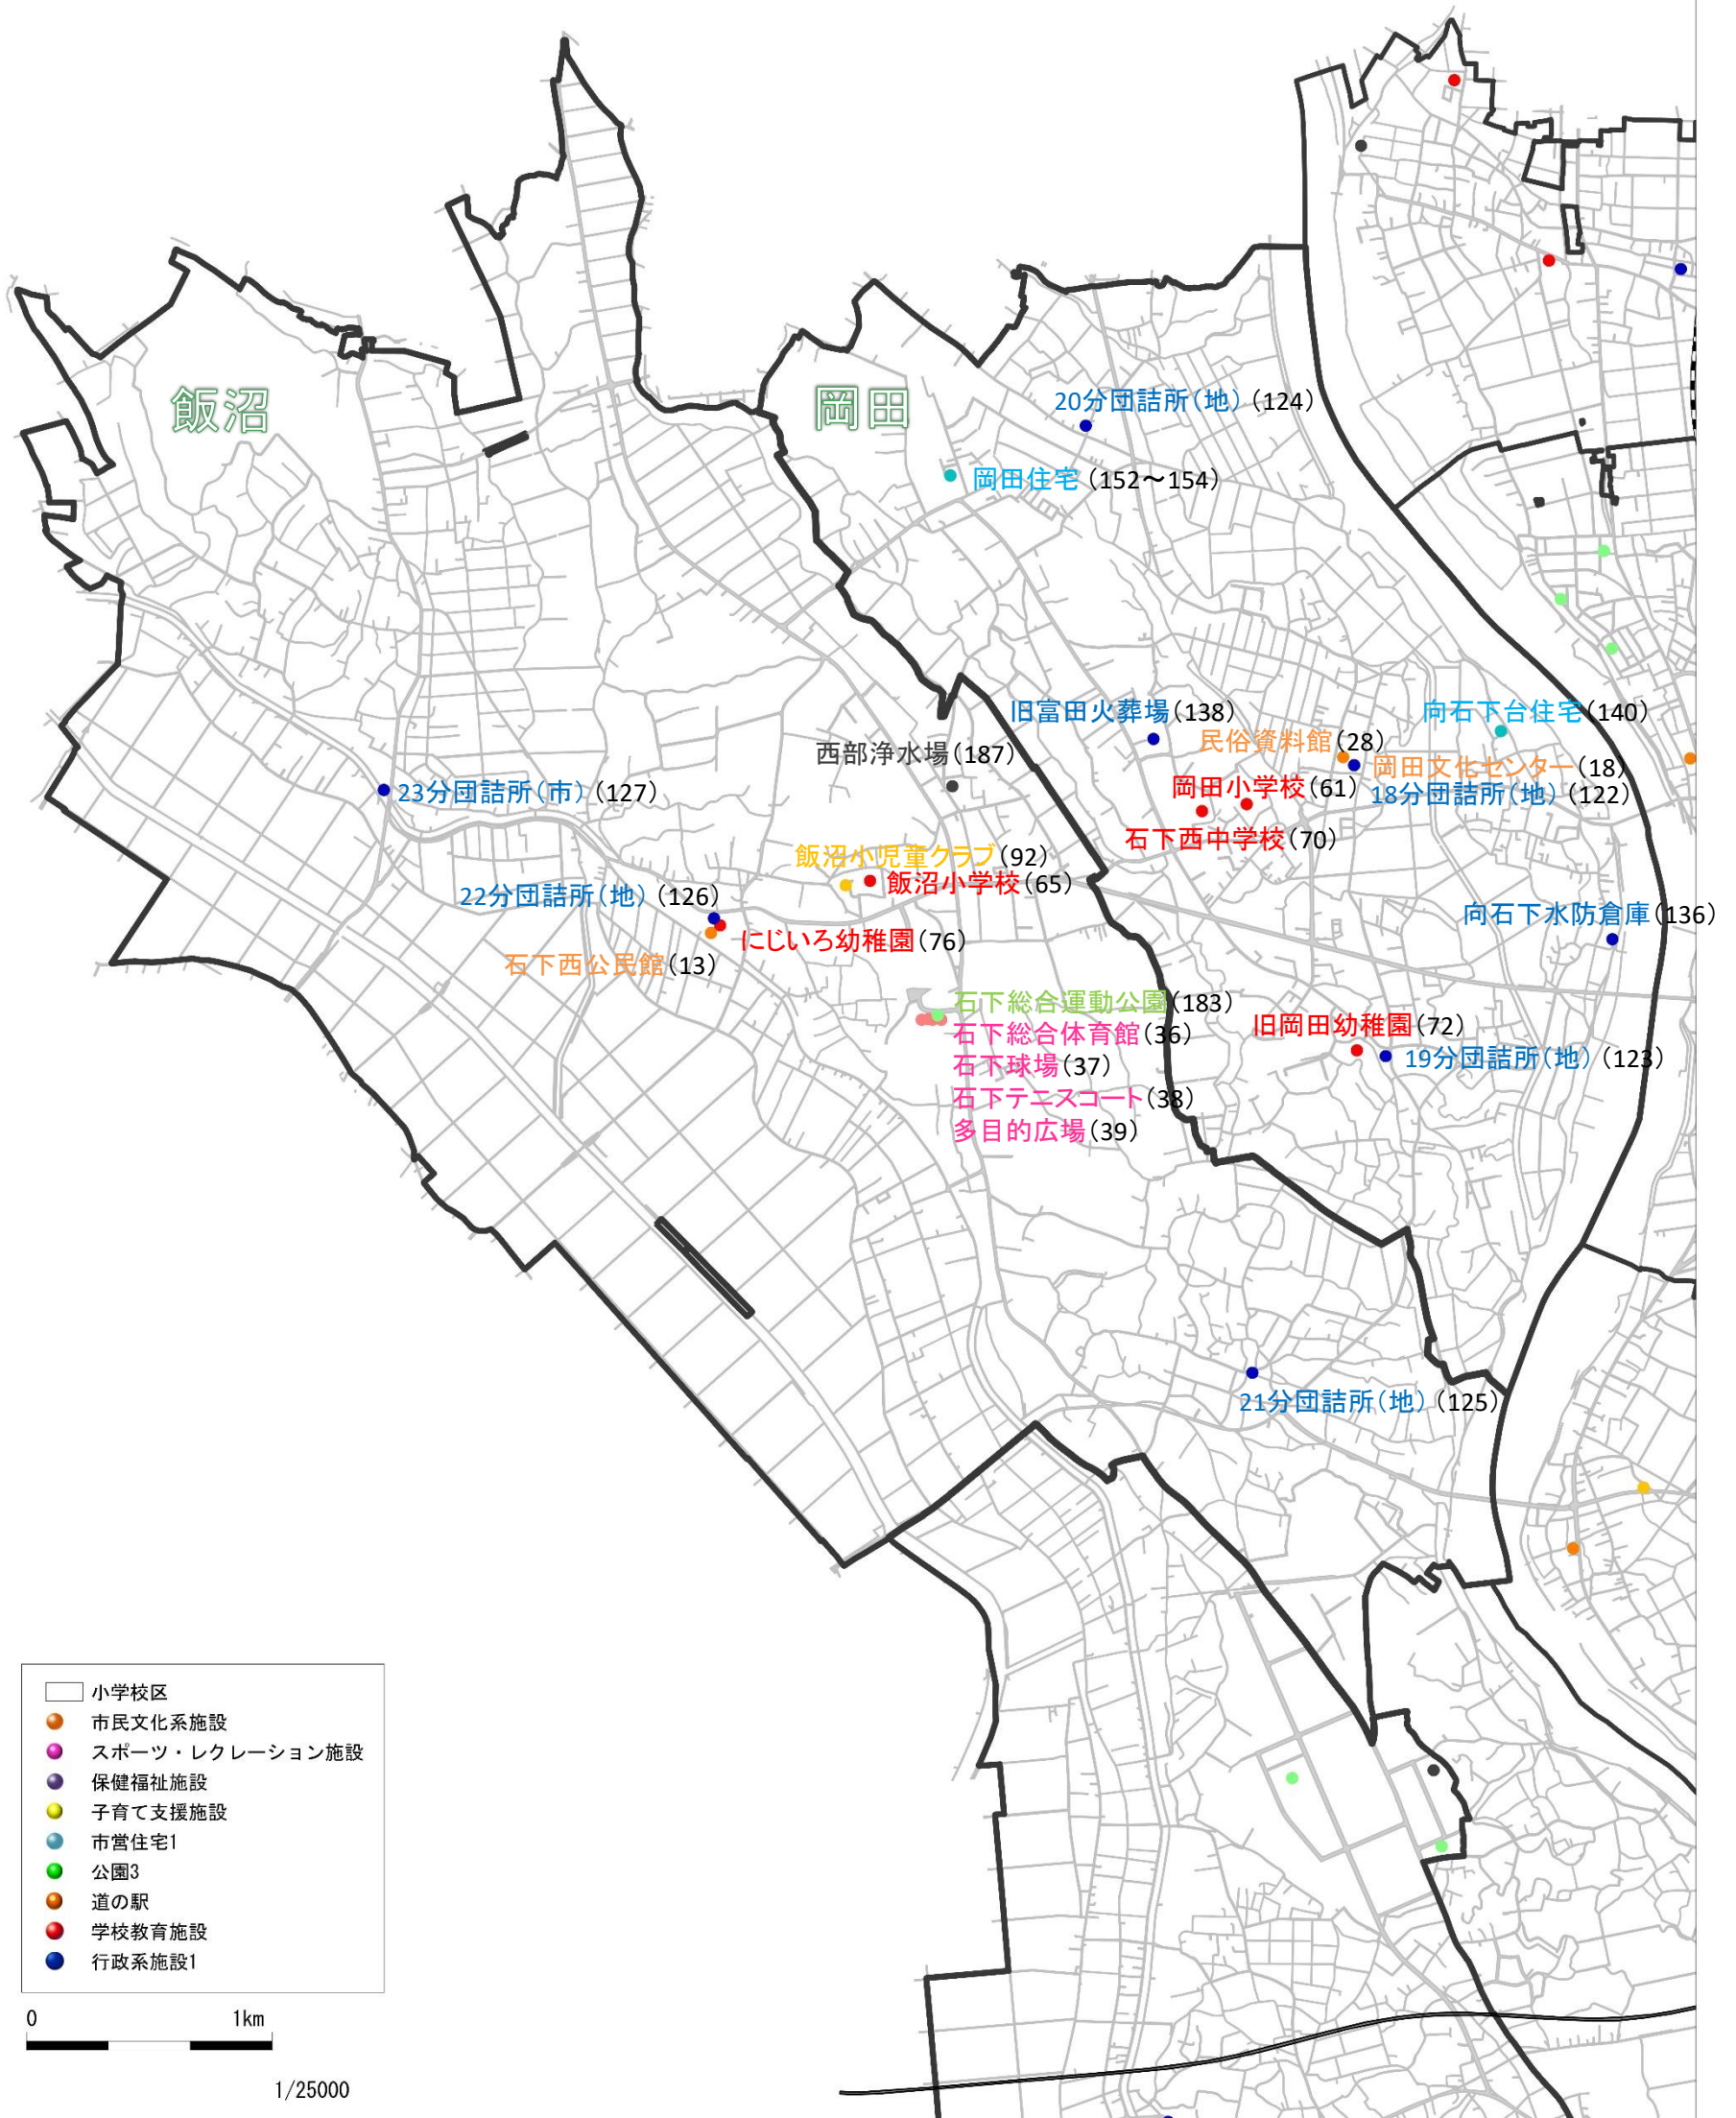 飯沼
岡田
20分団詰所(地)(124)
岡田住宅(152～154)
旧富田火葬場(138)
向石下台住宅(140)
民俗資料館(28)
西部浄水場(187)
岡田文化センター(18)
岡田小学校(61)
18分団詰所(地)(122)
23分団詰所(市)(127)
石下西中学校(70)
飯沼小児童クラブ(92)
飯沼小学校(65)
22分団詰所(地)(126)
向石下水防倉庫(136)
にじいろ幼稚園(76)
石下西公民館(13)
石下総合運動公園(183)
石下総合体育館(36)
旧岡田幼稚園(72)
19分団詰所(地)(123)
石下球場(37)
石下テニスコート(38)
多目的広場(39)
21分団詰所(地)(125)
小学校区
市民文化系施設
スポーツ・レクレーション施設
保健福祉施設
子育て支援施設
市営住宅1
公園3
道の駅
学校教育施設
行政系施設1
0 1km
1/25000